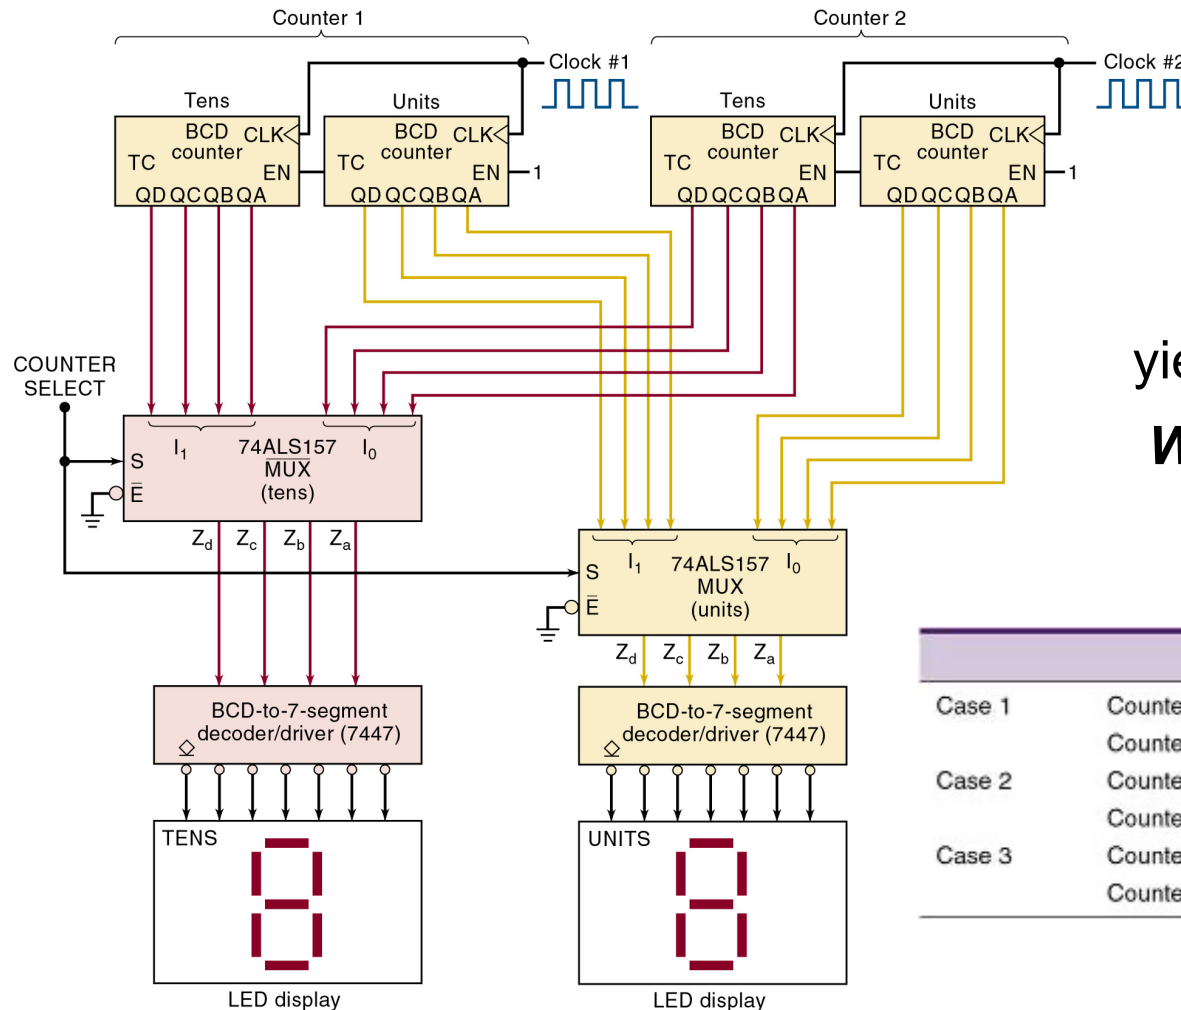 Counter 1
Counter 2
Clock #1
Clock #2
Tens
Units
Tens
Units
BCD counter
CLK
TC
EN
QD QC QB QA
BCD counter
CLK
TC
EN
1
QD QC QB QA
BCD counter
CLK
TC
EN
QD QC QB QA
BCD counter
CLK
TC
EN
1
QD QC QB QA
COUNTER
SELECT
I₁
74ALS157
MUX
(tens)
I₀
S
E̅
Zd Zc Zb Za
I₁
74ALS157
MUX
(units)
I₀
S
E̅
Zd Zc Zb Za
BCD-to-7-segment
decoder/driver (7447)
BCD-to-7-segment
decoder/driver (7447)
TENS
UNITS
LED display
LED display
Case 1
Case 2
Case 3